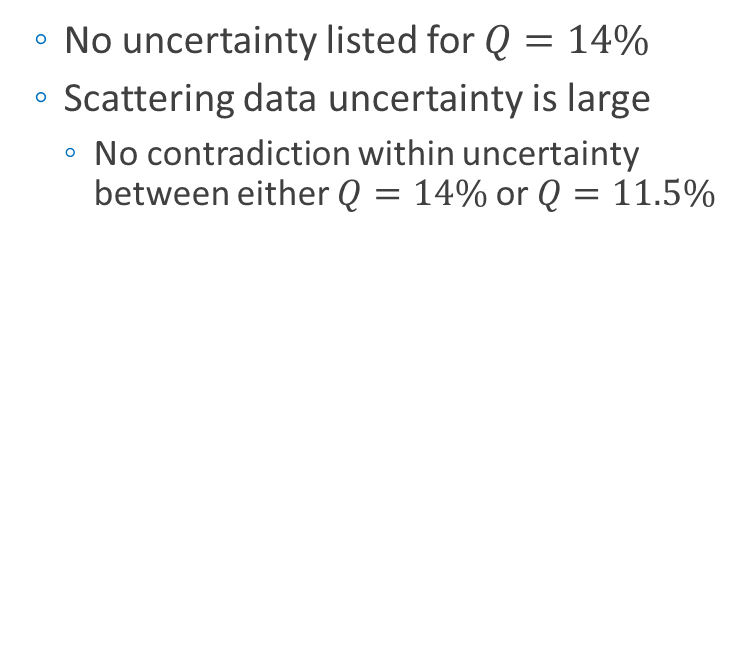 ◦ No uncertainty listed for 𝑄 = 14%
◦ Scattering data uncertainty is large
◦ No contradiction within uncertainty
between either 𝑄 = 14% or 𝑄 = 11.5%